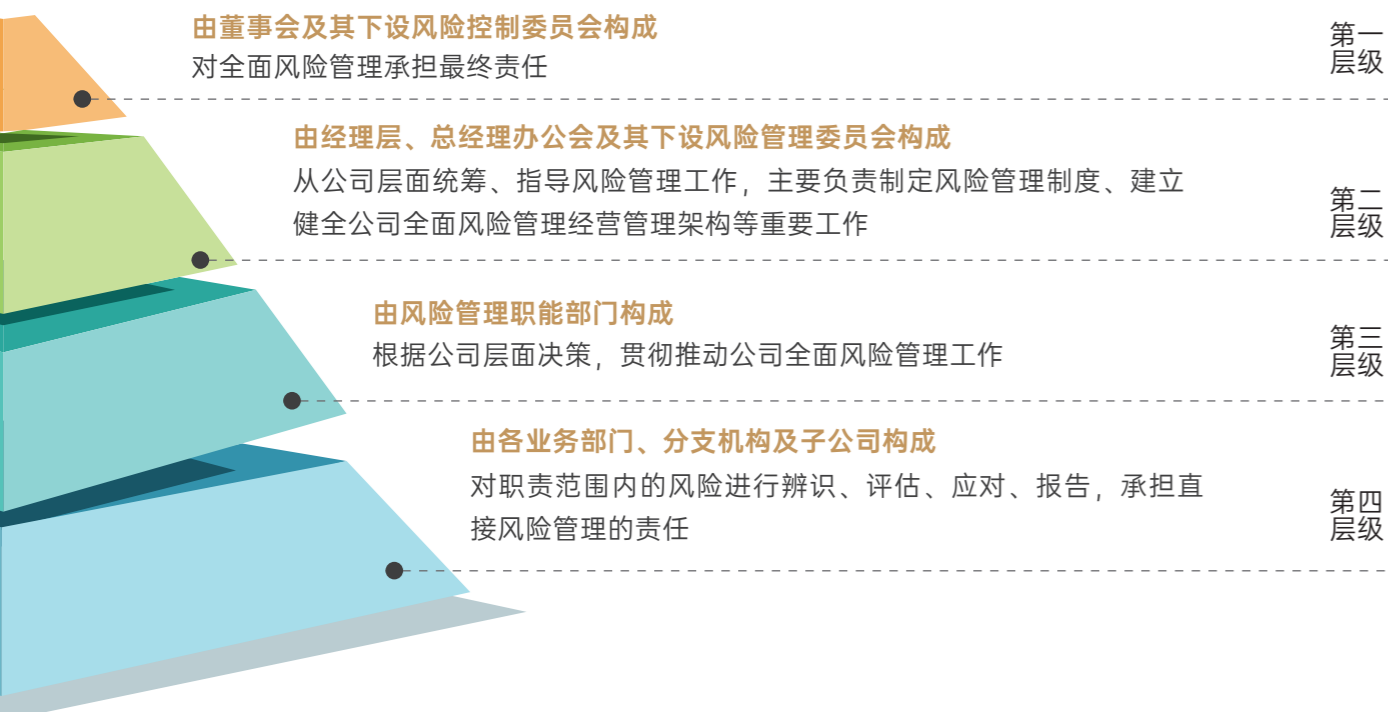 由董事会及其下设风险控制委员会构成
对全面风险管理承担最终责任
第一
层级
由经理层、总经理办公会及其下设风险管理委员会构成
从公司层面统筹、指导风险管理工作，主要负责制定风险管理制度、建立
健全公司全面风险管理经营管理架构等重要工作
第二
层级
由风险管理职能部门构成
根据公司层面决策，贯彻推动公司全面风险管理工作
第三
层级
由各业务部门、分支机构及子公司构成
对职责范围内的风险进行辨识、评估、应对、报告，承担直
接风险管理的责任
第四
层级